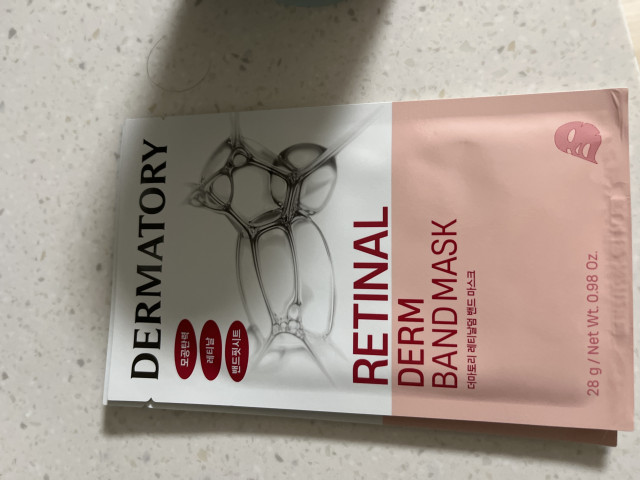 DERMATORY
모공탄력
레티날
밴드핏시트
RETINAL
DERM
BAND MASK
더마토리 레티날덤 밴드 마스크
28 g / Net Wt. 0.98 Oz.